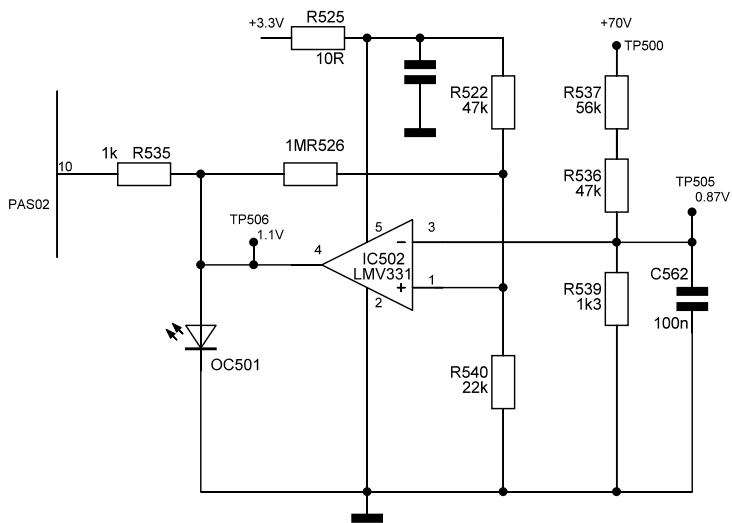 +3.3V
R525
10R
+70V
TP500
R522
47k
R537
56k
1k R535
1MR526
10
PAS02
R536
47k
TP505
0.87V
TP506
1.1V
4
5
3
−
IC502
LMV331
+
1
2
C562
100n
R539
1k3
OC501
R540
22k